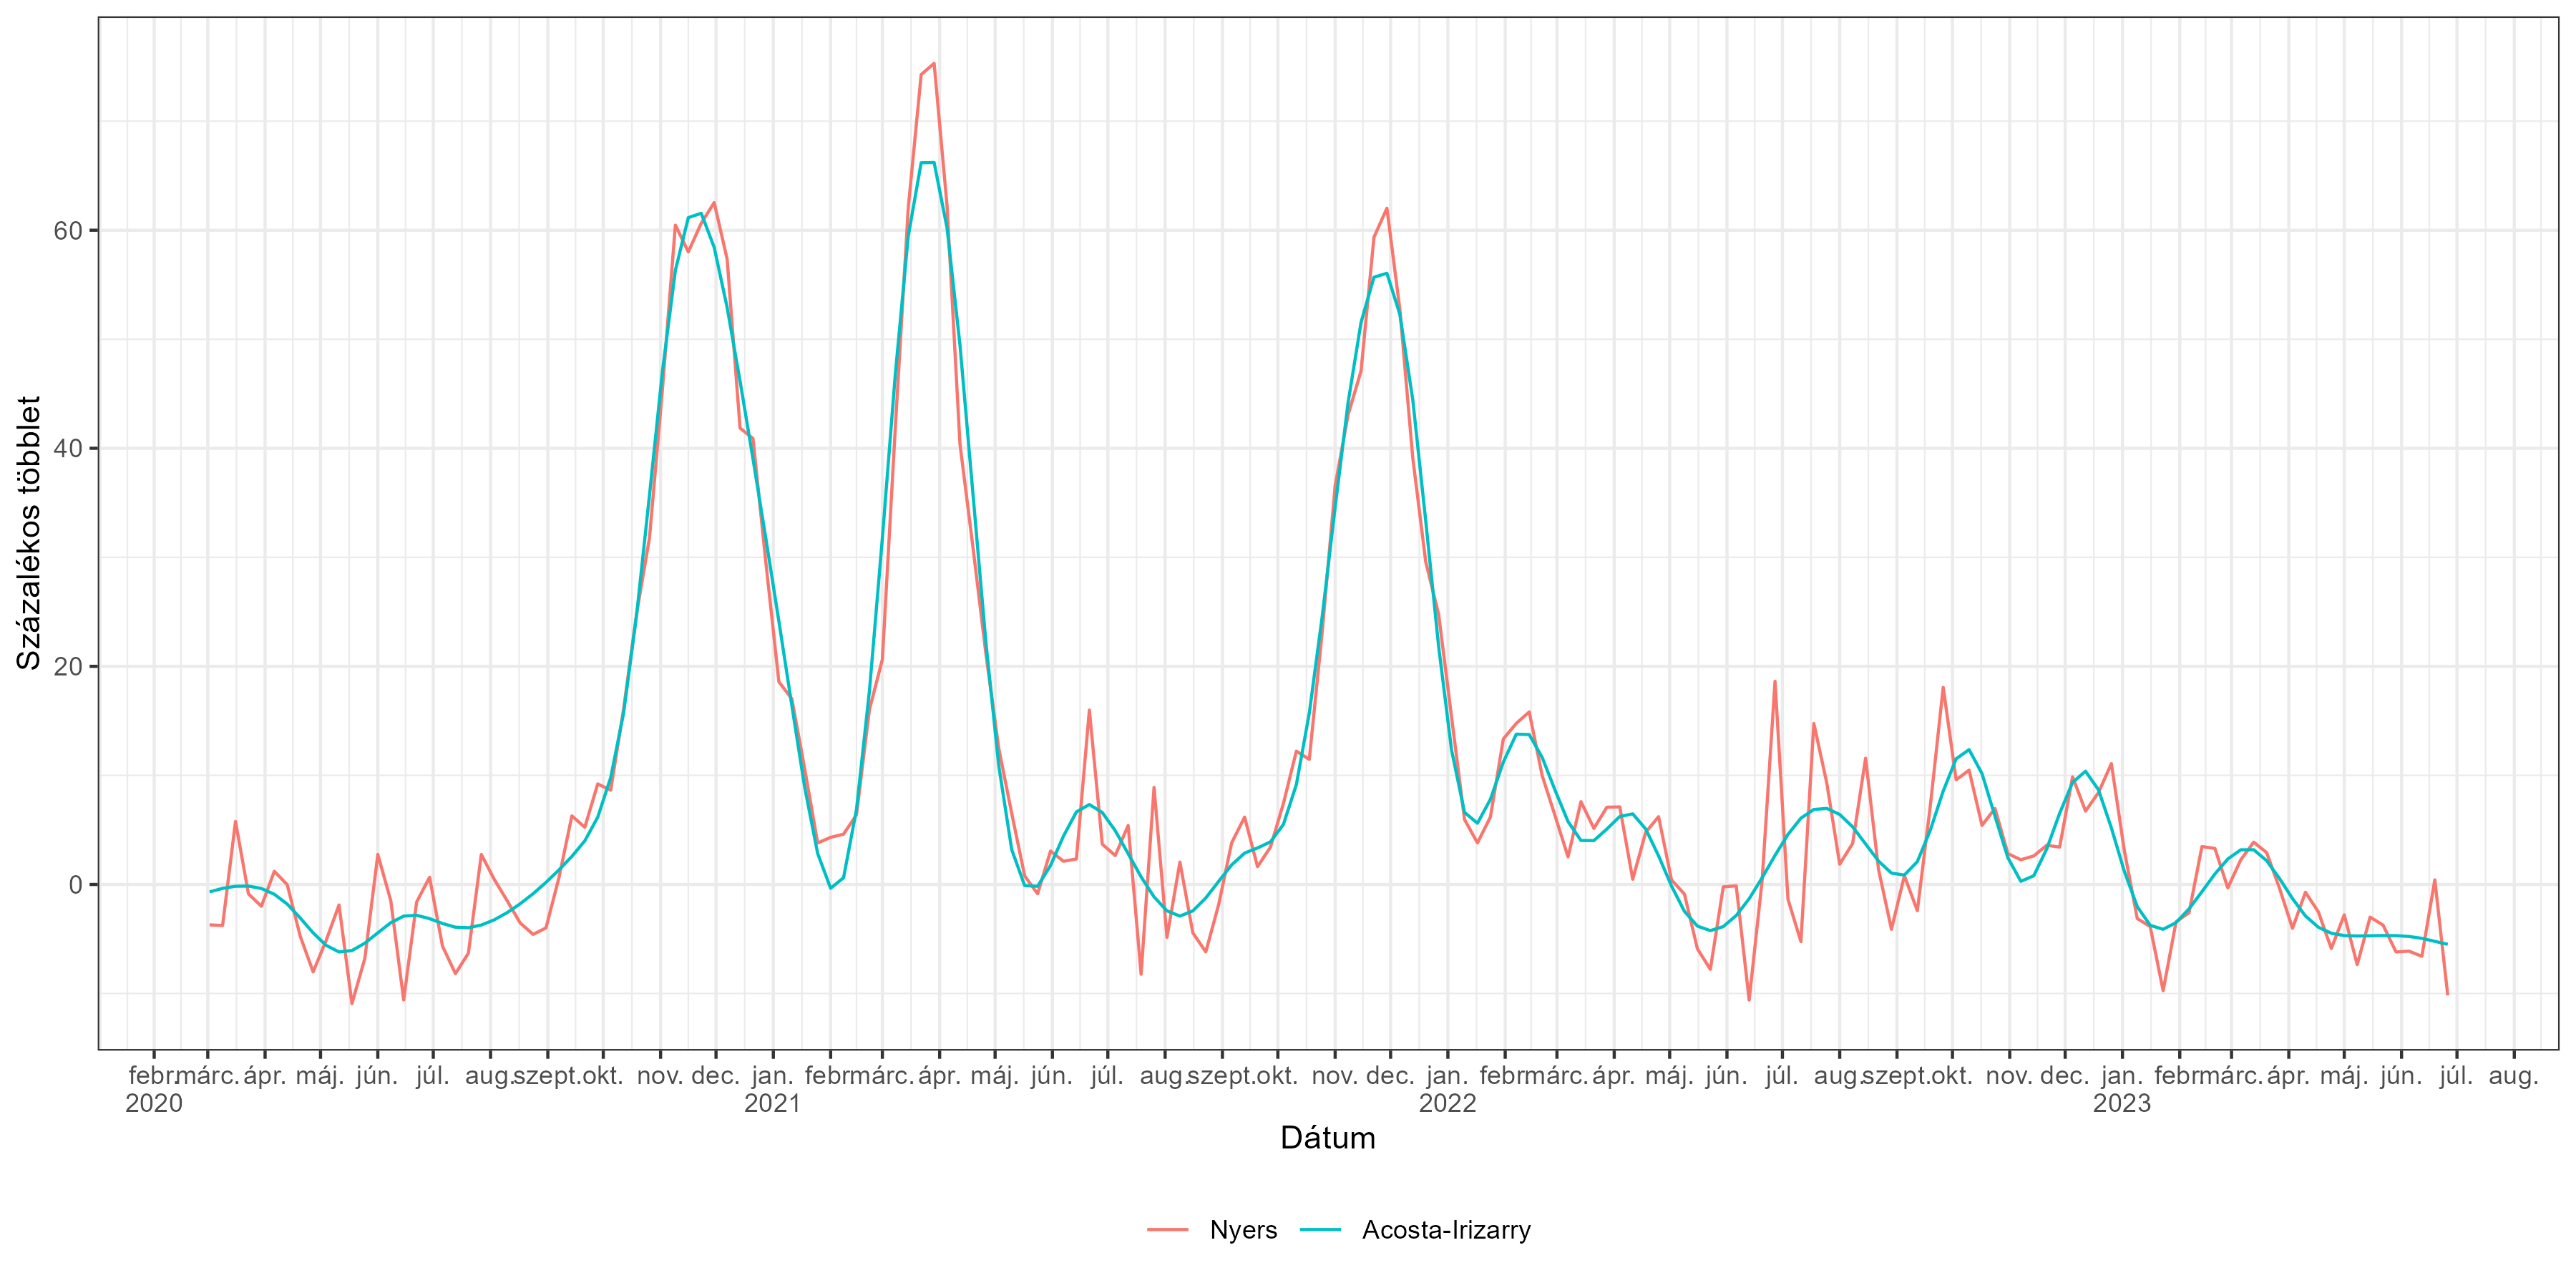 Százalékos többlet
60
40
20
0
febr. márc. ápr. máj. jún. júl. aug. szept. okt. nov. dec. jan. febr. márc. ápr. máj. jún. júl. aug. szept. okt. nov. dec. jan. febr. márc. ápr. máj. jún. júl. aug. szept. okt. nov. dec. jan. febr. márc. ápr. máj. jún. júl. aug.
2020 2021 2022 2023
Dátum
Nyers Acosta-Irizarry